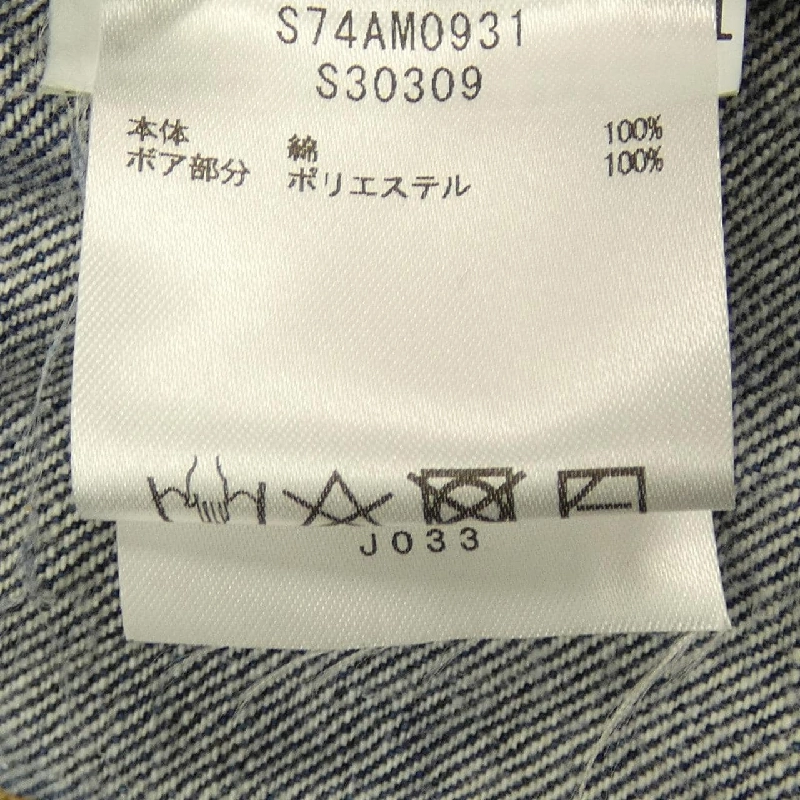 S74AM0931
L
S30309
本体 綿 100%
ボア部分 ポリエステル 100%
J033